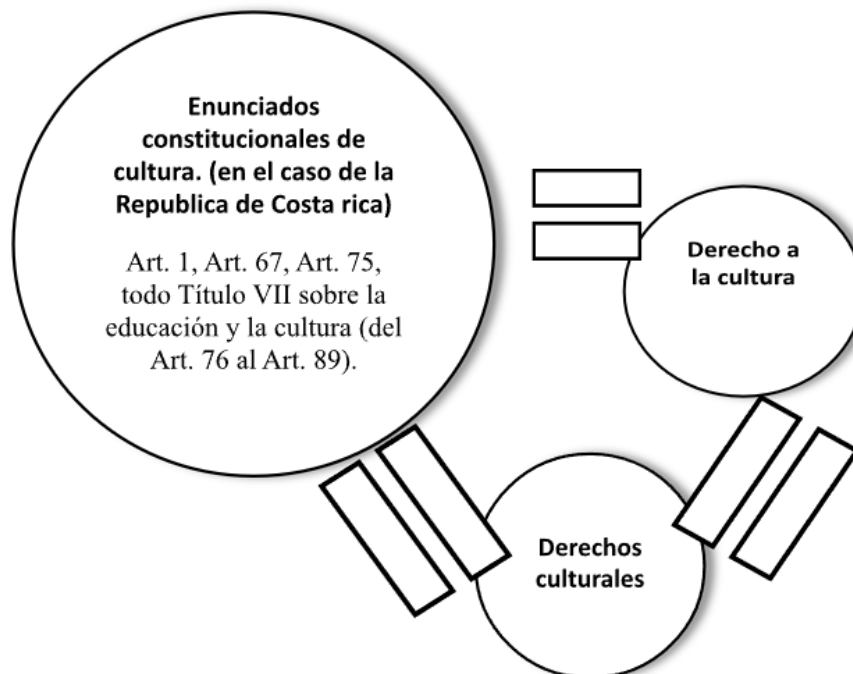 Enunciados
constitucionales de
cultura. (en el caso de la
Republica de Costa rica)
Art. 1, Art. 67, Art. 75,
todo Título VII sobre la
educación y la cultura (del
Art. 76 al Art. 89).
Derecho a
la cultura
Derechos
culturales